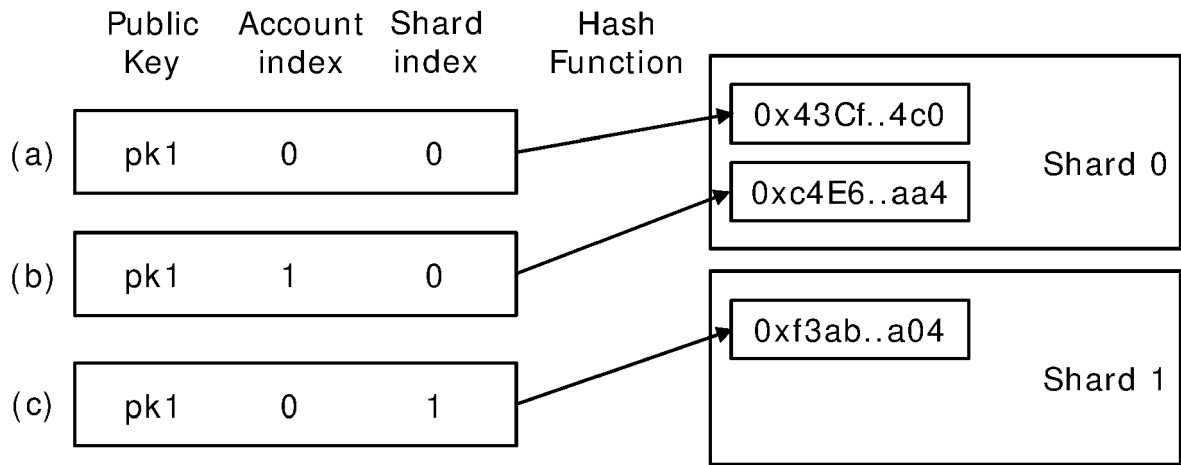 Public Key
Account index
Shard index
Hash Function
(a) pk1 0 0
0x43Cf..4c0
0xc4E6..aa4
Shard 0
(b) pk1 1 0
0xf3ab..a04
Shard 1
(c) pk1 0 1